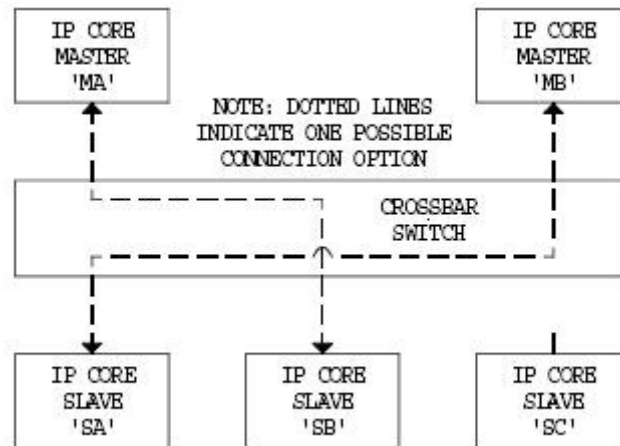 IP CORE
MASTER
'MA'
IP CORE
MASTER
'MB'
NOTE: DOTTED LINES
INDICATE ONE POSSIBLE
CONNECTION OPTION
CROSSBAR
SWITCH
IP CORE
SLAVE
'SA'
IP CORE
SLAVE
'SB'
IP CORE
SLAVE
'SC'